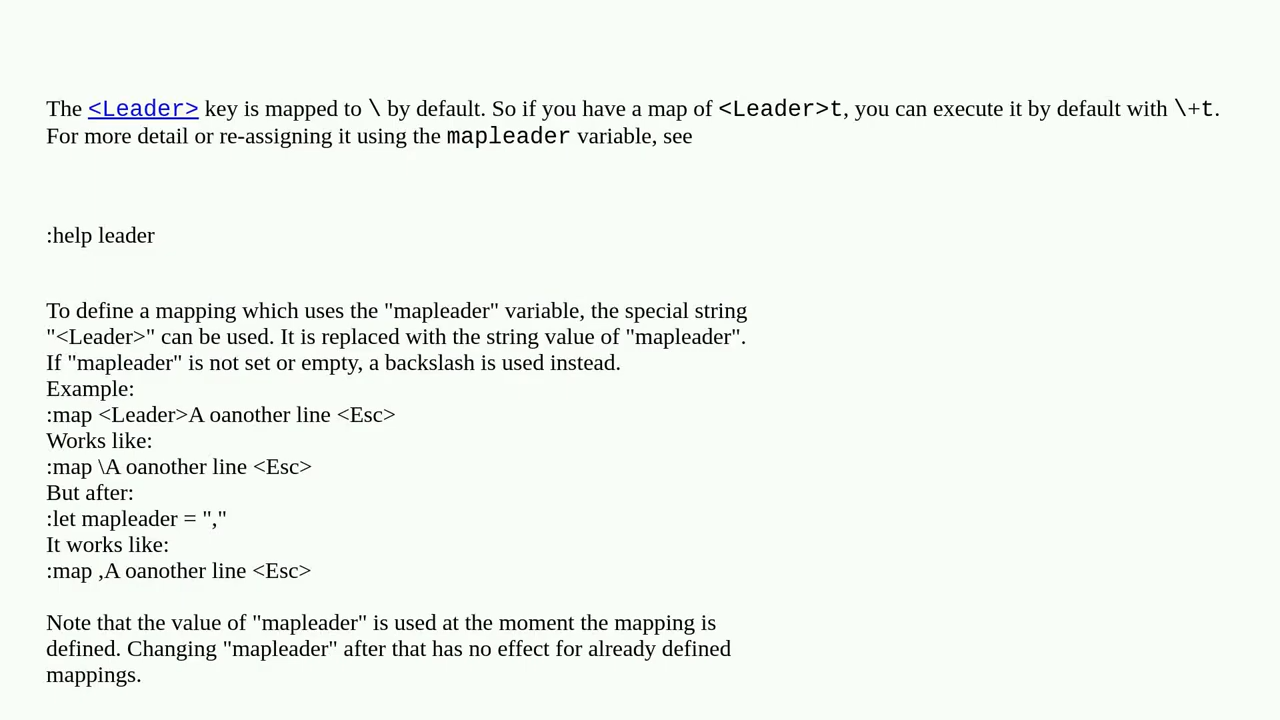 The <Leader> key is mapped to \ by default. So if you have a map of <Leader>t, you can execute it by default with \+t.
For more detail or re-assigning it using the mapleader variable, see
:help leader
To define a mapping which uses the "mapleader" variable, the special string
"<Leader>" can be used. It is replaced with the string value of "mapleader".
If "mapleader" is not set or empty, a backslash is used instead.
Example:
:map <Leader>A oanother line <Esc>
Works like:
:map \A oanother line <Esc>
But after:
:let mapleader = ","
It works like:
:map ,A oanother line <Esc>
Note that the value of "mapleader" is used at the moment the mapping is
defined. Changing "mapleader" after that has no effect for already defined
mappings.